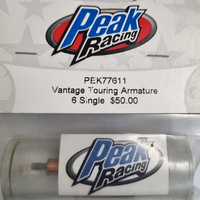 Peak
Racing
PEK77611
Vantage Touring Armature
6 Single $50.00
Peak
Racing